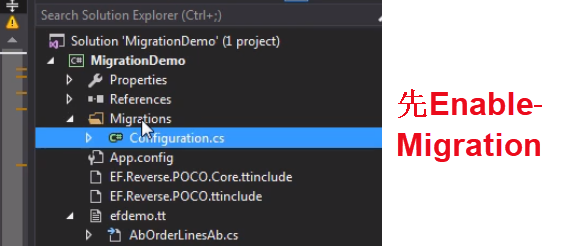 Search Solution Explorer (Ctrl+;)
Solution 'MigrationDemo' (1 project)
MigrationDemo
Properties
References
Migrations
Configuration.cs
App.config
EF.Reverse.POCO.Core.ttinclude
EF.Reverse.POCO.ttinclude
efdemo.tt
AbOrderLinesAb.cs
先Enable-
Migration